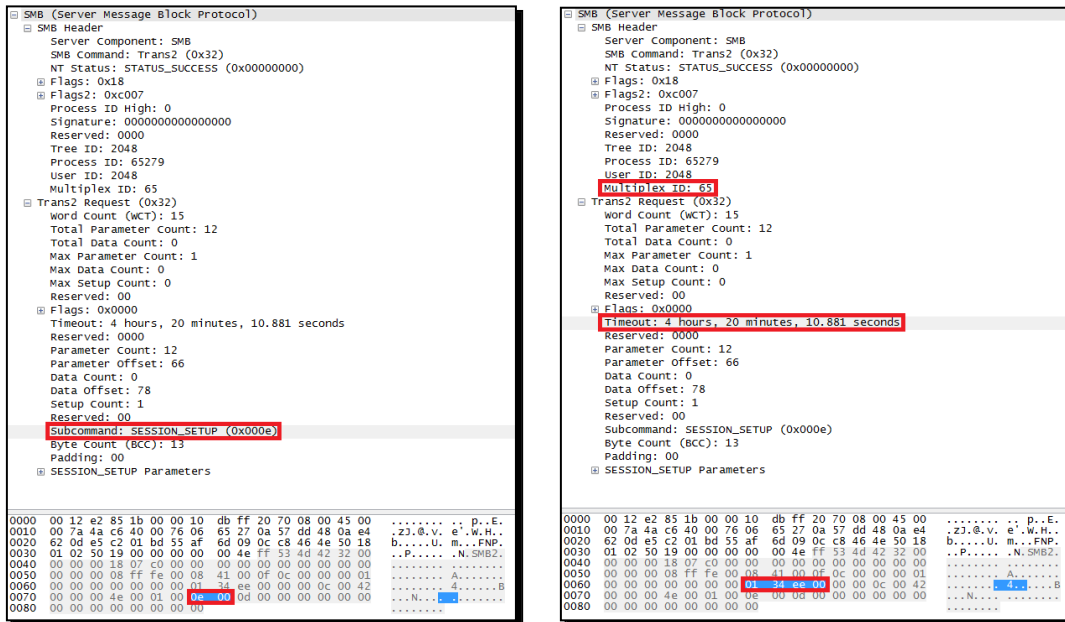 SMB (Server Message Block Protocol)
SMB Header
Server Component: SMB
SMB Command: Trans2 (0x32)
NT Status: STATUS_SUCCESS (0x00000000)
Flags: 0x18
Flags2: 0xc007
Process ID High: 0
Signature: 0000000000000000
Reserved: 0000
Tree ID: 2048
Process ID: 65279
User ID: 2048
Multiplex ID: 65
Trans2 Request (0x32)
Word Count (WCT): 15
Total Parameter Count: 12
Total Data Count: 0
Max Parameter Count: 1
Max Data Count: 0
Max Setup Count: 0
Reserved: 00
Flags: 0x0000
Timeout: 4 hours, 20 minutes, 10.881 seconds
Reserved: 0000
Parameter Count: 12
Parameter Offset: 66
Data Count: 0
Data Offset: 78
Setup Count: 1
Reserved: 00
Subcommand: SESSION_SETUP (0x000e)
Byte Count (BCC): 13
Padding: 00
SESSION_SETUP Parameters
0000 00 12 e2 85 1b 00 00 10 db ff 20 70 08 00 45 00 ........ .. p..E.
0010 00 7a 4a c6 40 00 76 06 65 27 0a 57 dd 48 0a e4 .zJ.@.v. e'.W.H..
0020 62 0d e5 c2 01 bd 55 af 6d 09 0c c8 46 4e 50 18 b.....U. m...FNP.
0030 01 02 50 19 00 00 00 00 00 4e ff 53 4d 42 32 00 ..P..... .N.SMB2.
0040 00 00 00 18 07 c0 00 00 00 00 00 00 00 00 00 00 ........ ........
0050 00 00 00 08 ff fe 00 08 41 00 0f 0c 00 00 00 01 ........ A.......
0060 00 00 00 00 00 00 00 01 34 ee 00 00 00 0c 00 42 ........ 4......B
0070 00 00 00 4e 00 01 00 0e 00 0d 00 00 00 00 00 00 ...N.... ........
0080 00 00 00 00 00 00 00 00 ........
SMB (Server Message Block Protocol)
SMB Header
Server Component: SMB
SMB Command: Trans2 (0x32)
NT Status: STATUS_SUCCESS (0x00000000)
Flags: 0x18
Flags2: 0xc007
Process ID High: 0
Signature: 0000000000000000
Reserved: 0000
Tree ID: 2048
Process ID: 65279
User ID: 2048
Multiplex ID: 65
Trans2 Request (0x32)
Word Count (WCT): 15
Total Parameter Count: 12
Total Data Count: 0
Max Parameter Count: 1
Max Data Count: 0
Max Setup Count: 0
Reserved: 00
Flags: 0x0000
Timeout: 4 hours, 20 minutes, 10.881 seconds
Reserved: 0000
Parameter Count: 12
Parameter Offset: 66
Data Count: 0
Data Offset: 78
Setup Count: 1
Reserved: 00
Subcommand: SESSION_SETUP (0x000e)
Byte Count (BCC): 13
Padding: 00
SESSION_SETUP Parameters
0000 00 12 e2 85 1b 00 00 10 db ff 20 70 08 00 45 00 ........ .. p..E.
0010 00 7a 4a c6 40 00 76 06 65 27 0a 57 dd 48 0a e4 .zJ.@.v. e'.W.H..
0020 62 0d e5 c2 01 bd 55 af 6d 09 0c c8 46 4e 50 18 b.....U. m...FNP.
0030 01 02 50 19 00 00 00 00 00 4e ff 53 4d 42 32 00 ..P..... .N.SMB2.
0040 00 00 00 18 07 c0 00 00 00 00 00 00 00 00 00 00 ........ ........
0050 00 00 00 08 ff fe 00 08 41 00 0f 0c 00 00 00 01 ........ A.......
0060 00 00 00 00 00 00 00 01 34 ee 00 00 00 0c 00 42 ........ 4......B
0070 00 00 00 4e 00 01 00 0e 00 0d 00 00 00 00 00 00 ...N.... ........
0080 00 00 00 00 00 00 00 00 ........